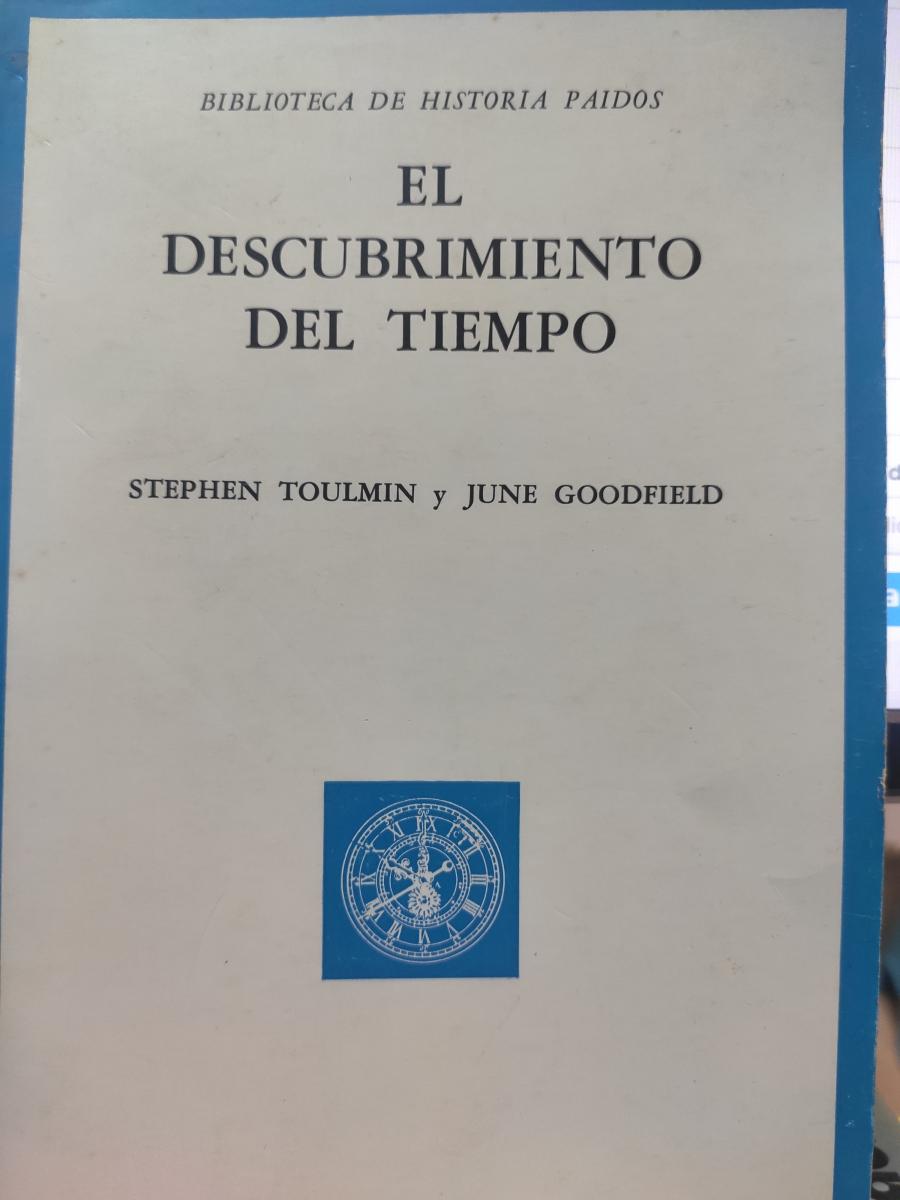 BIBLIOTECA DE HISTORIA PAIDOS
EL
DESCUBRIMIENTO
DEL TIEMPO
STEPHEN TOULMIN y JUNE GOODFIELD